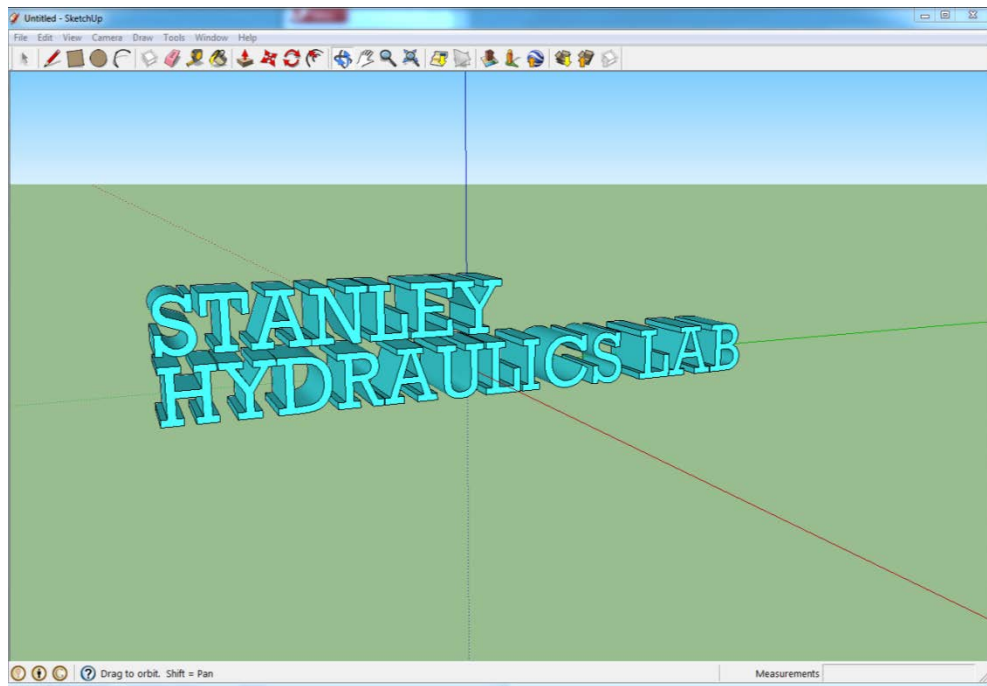 Untitled - SketchUp
File Edit View Camera Draw Tools Window Help
STANLEY
HYDRAULICS LAB
Drag to orbit. Shift = Pan
Measurements